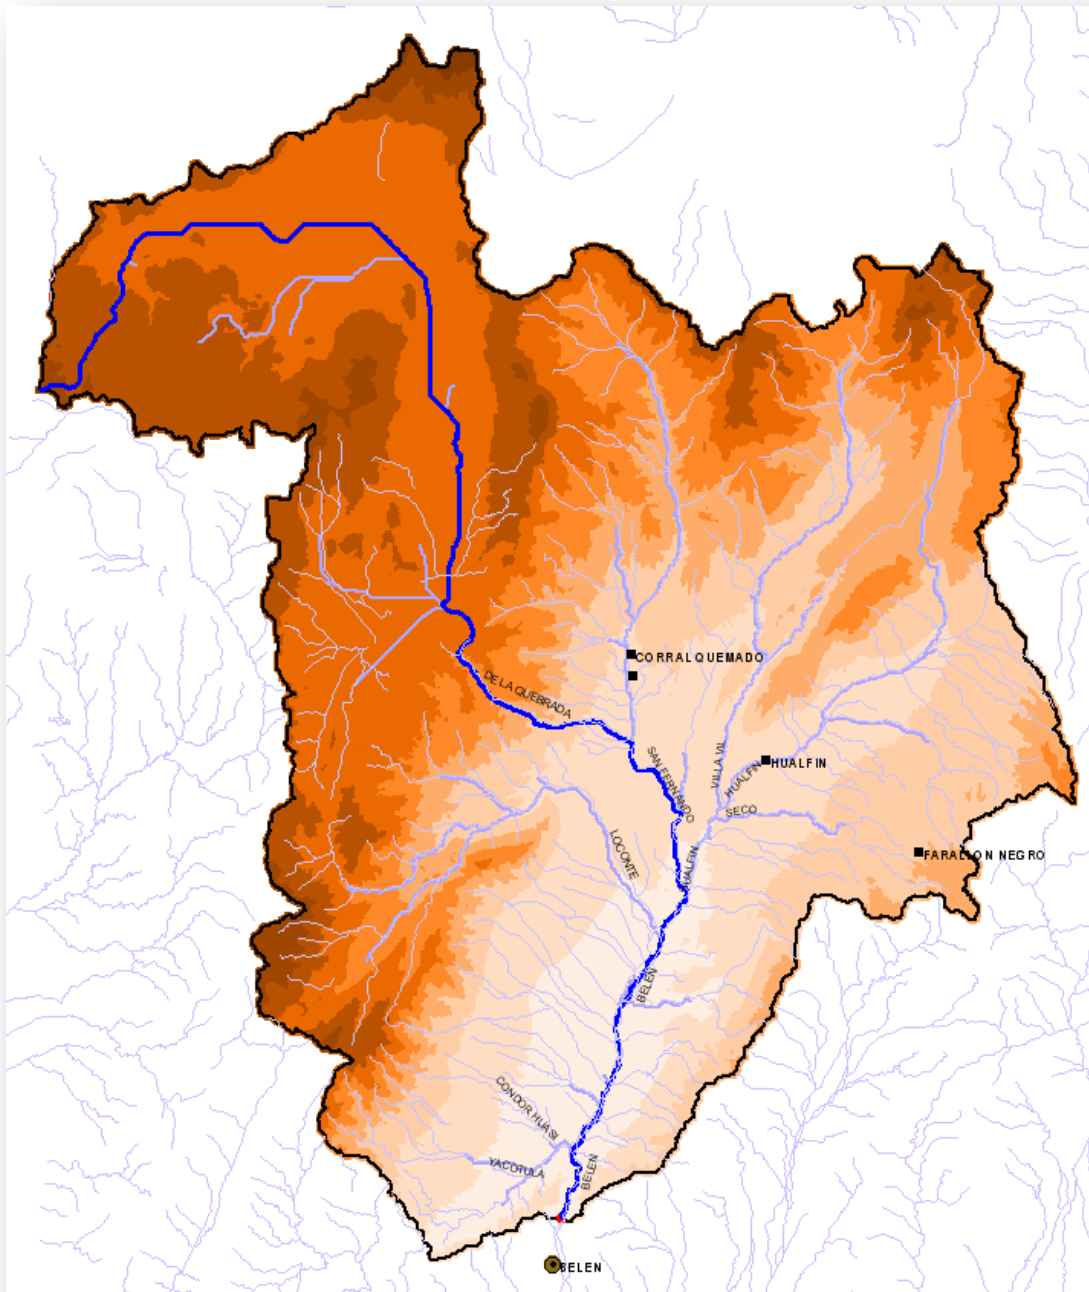 CORRAL QUEMADO
DE LA QUEBRADA
SAN FERNANDO
VILLA VIL
HUALFIN
HUALFIN
SECO
LOCONTE
HUALFIN
FARALLON NEGRO
BELEN
CONDOR HUASI
YACOTULA
BELEN
BELEN